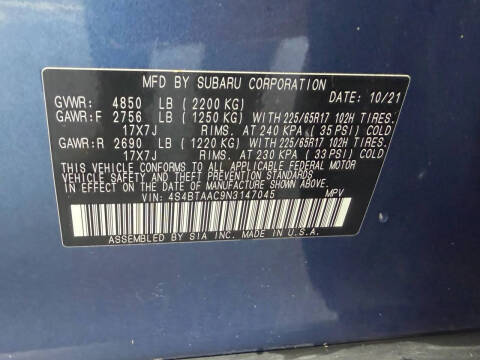 MFD BY SUBARU CORPORATION
GVWR: 4850 LB (2200 KG) DATE: 10/21
GAWR:F 2756 LB (1250 KG) WITH 225/65R17 102H TIRES.
17X7J RIMS. AT 240 KPA (35 PSI) COLD
GAWR:R 2690 LB (1220 KG) WITH 225/65R17 102H TIRES.
17X7J RIMS. AT 230 KPA (33 PSI) COLD
THIS VEHICLE CONFORMS TO ALL APPLICABLE FEDERAL MOTOR
VEHICLE SAFETY STANDARDS IN EFFECT
ON THE DATE OF MANUFACTURE SHOWN ABOVE.
VIN: 4S4BTAAC9N3147045 MPV
ASSEMBLED BY SIA INC. MADE IN U.S.A.